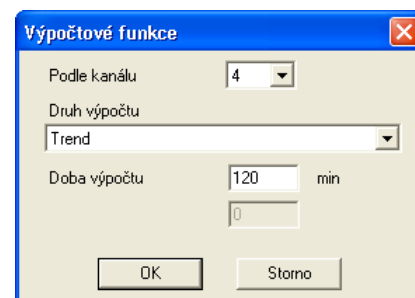 Výpočtové funkce
Podle kanálu 4
Druh výpočtu
Trend
Doba výpočtu 120 min
0
OK Storno